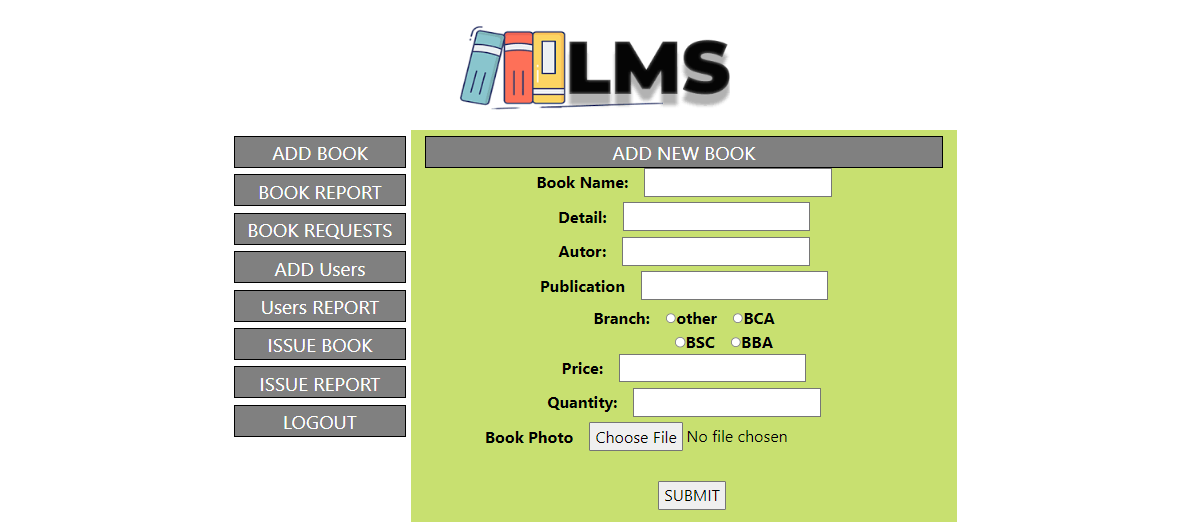 LMS
ADD BOOK
BOOK REPORT
BOOK REQUESTS
ADD Users
Users REPORT
ISSUE BOOK
ISSUE REPORT
LOGOUT
ADD NEW BOOK
Book Name:
Detail:
Autor:
Publication
Branch: other BCA
BSC BBA
Price:
Quantity:
Book Photo Choose File No file chosen
SUBMIT